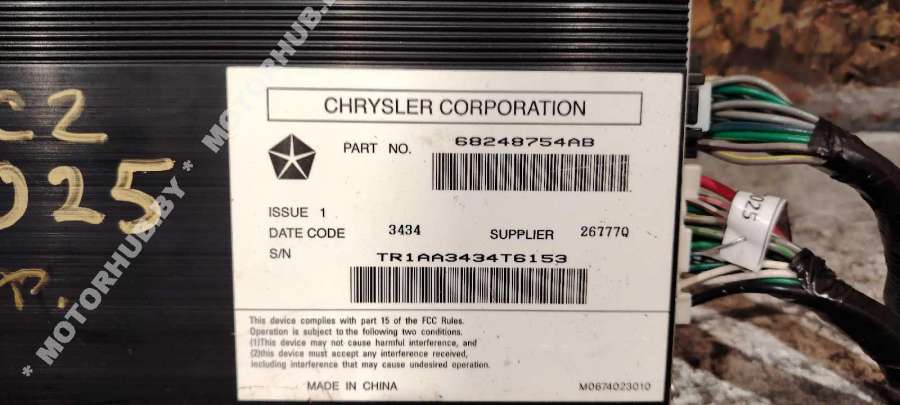 CHRYSLER CORPORATION
PART NO. 68248754AB
ISSUE 1
DATE CODE 3434 SUPPLIER 26777Q
S/N TR1AA3434T6153
This device complies with part 15 of the FCC Rules.
Operation is subject to the following two conditions.
(1)This device may not cause harmful interference, and
(2)this device must accept any interference received,
including interference that may cause undesired operation.
MADE IN CHINA M0674023010
C2
025
025
* MOTORHUB.BY * MOTORHUB.